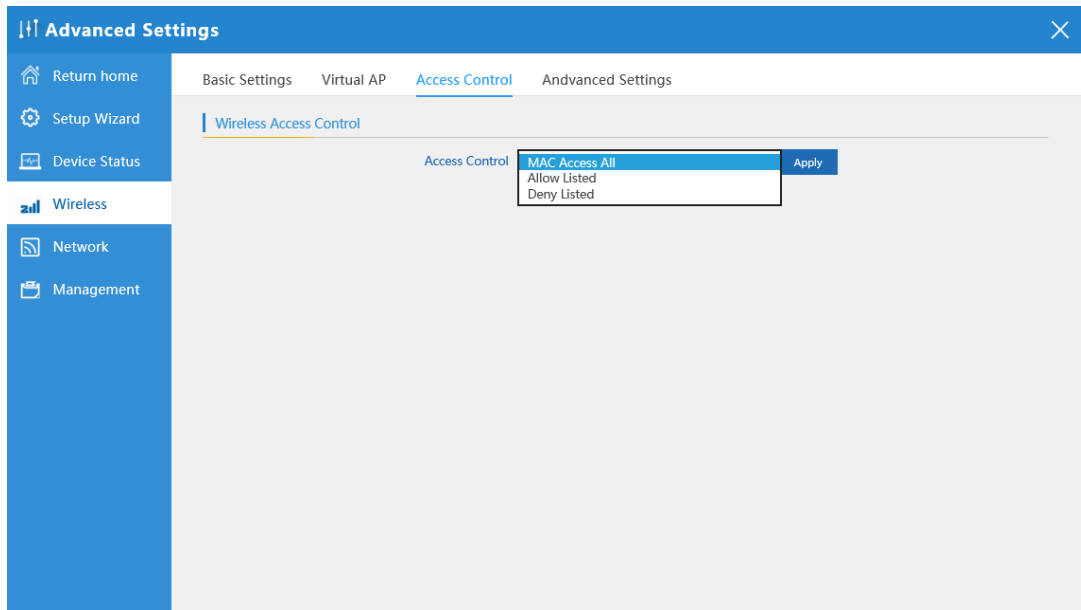 Advanced Settings
Return home
Setup Wizard
Device Status
Wireless
Network
Management
Basic Settings Virtual AP Access Control Andvanced Settings
Wireless Access Control
Access Control MAC Access All Apply
Allow Listed
Deny Listed